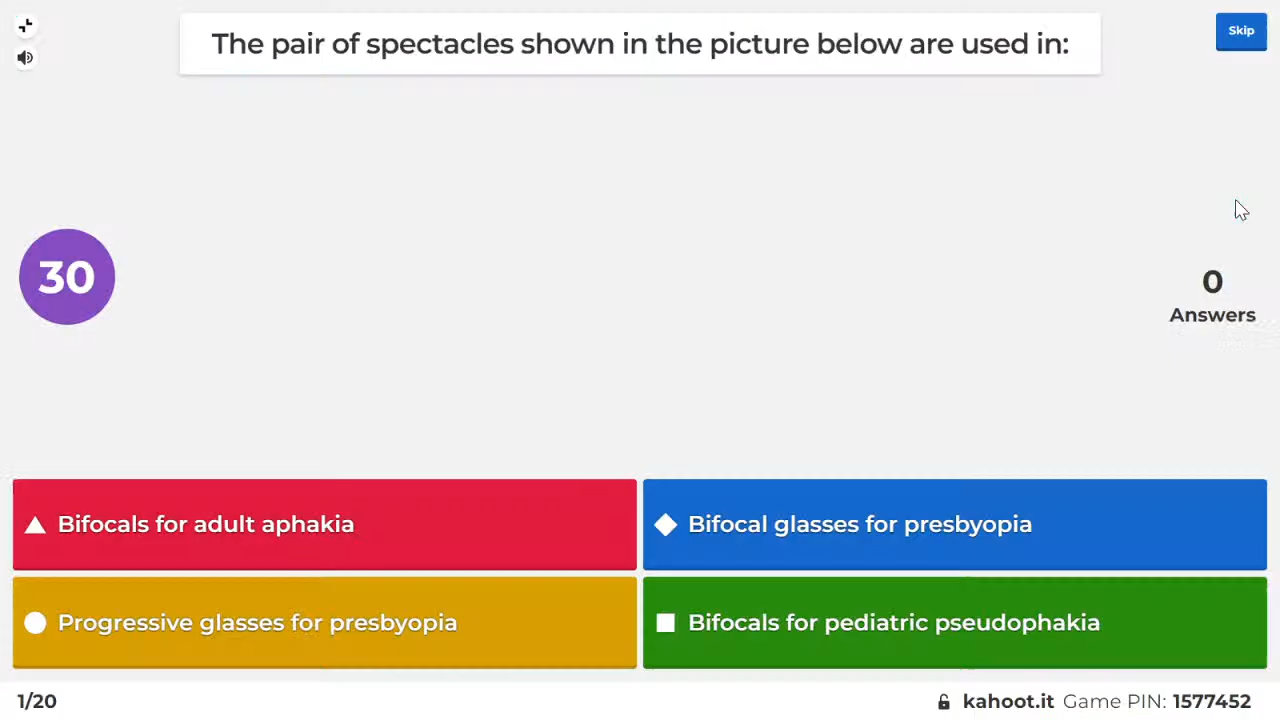 The pair of spectacles shown in the picture below are used in:
Skip
30
0
Answers
Bifocals for adult aphakia
Bifocal glasses for presbyopia
Progressive glasses for presbyopia
Bifocals for pediatric pseudophakia
1/20
kahoot.it Game PIN: 1577452